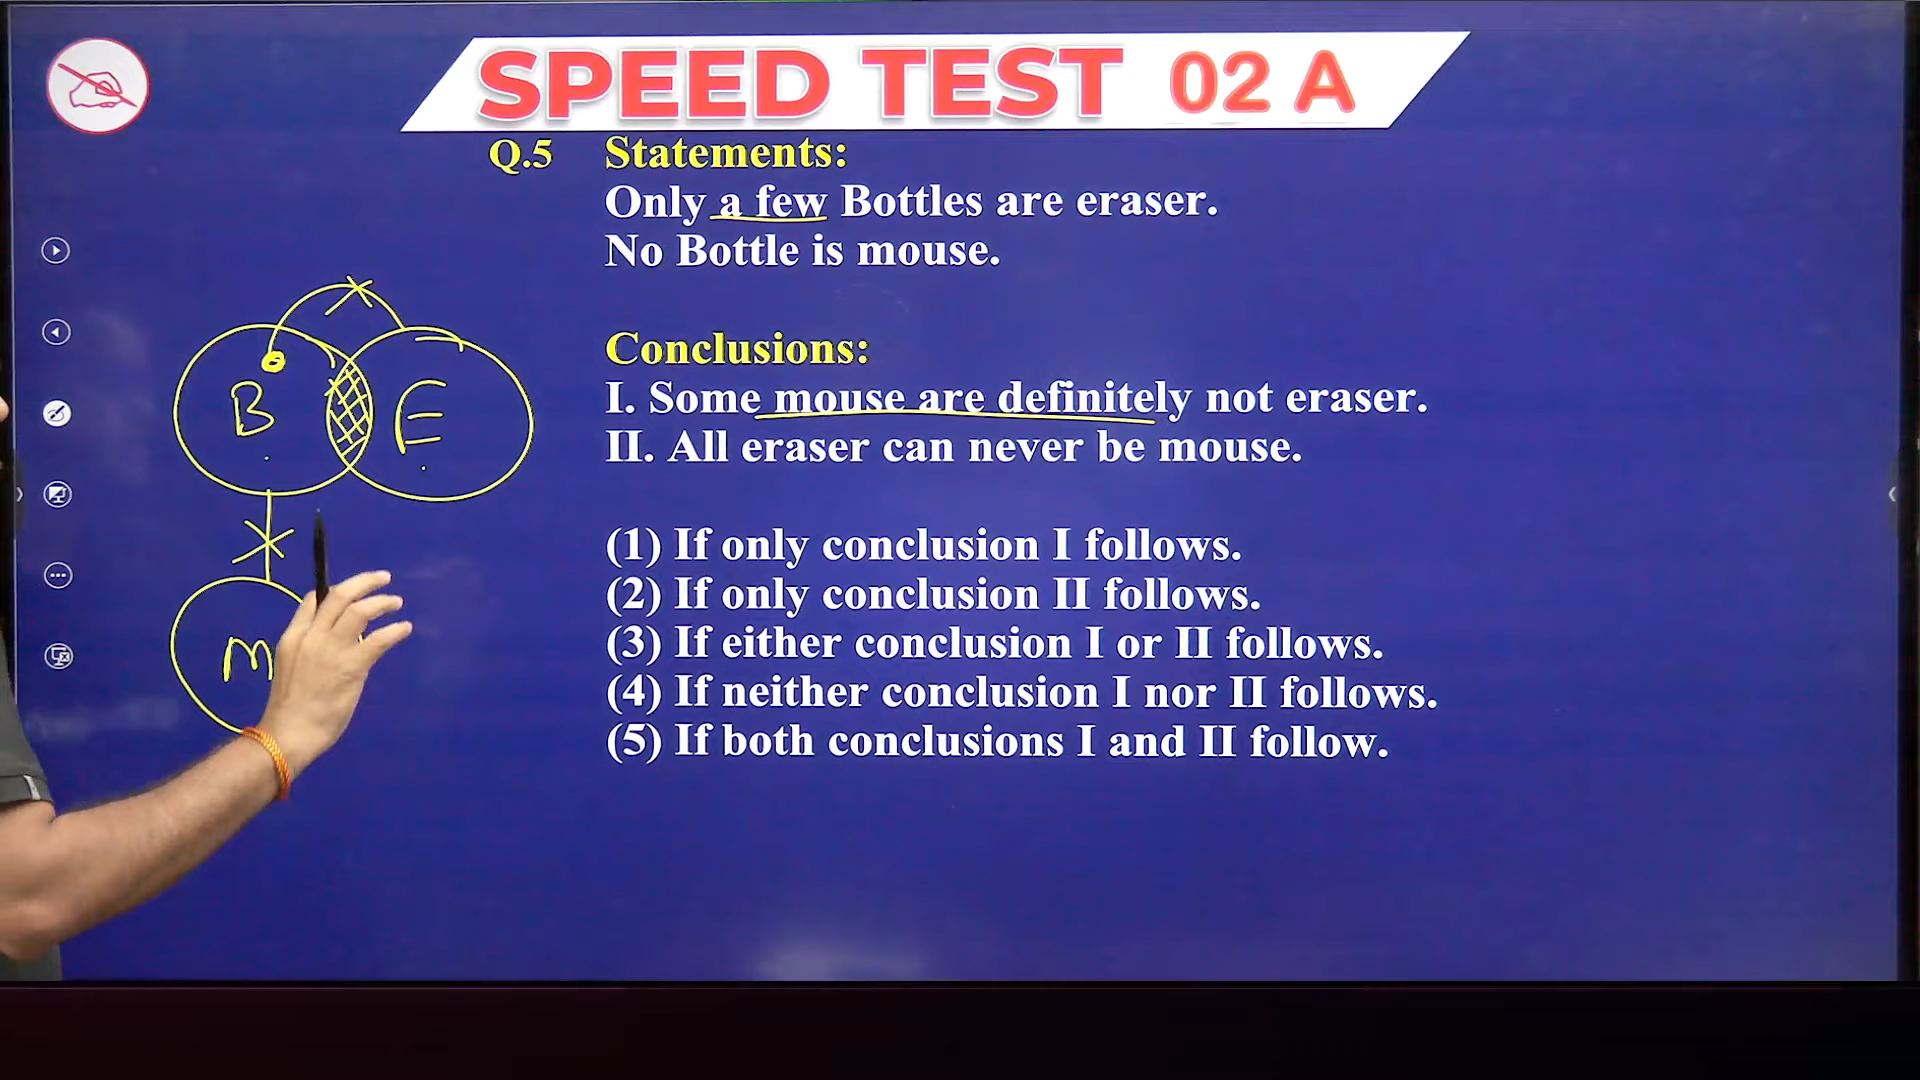 SPEED TEST 02 A
Q.5 Statements:
Only a few Bottles are eraser.
No Bottle is mouse.
Conclusions:
I. Some mouse are definitely not eraser.
II. All eraser can never be mouse.
(1) If only conclusion I follows.
(2) If only conclusion II follows.
(3) If either conclusion I or II follows.
(4) If neither conclusion I nor II follows.
(5) If both conclusions I and II follow.
B E
M